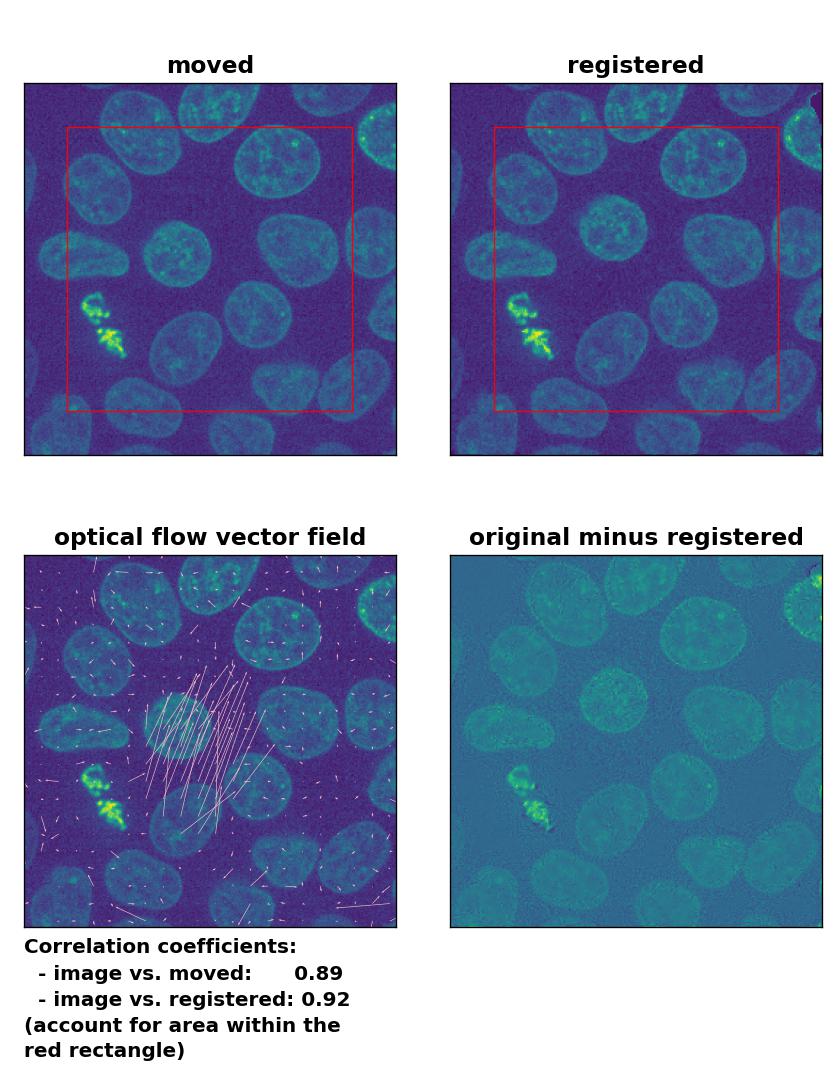 moved
registered
optical flow vector field
original minus registered
Correlation coefficients:
- image vs. moved: 0.89
- image vs. registered: 0.92
(account for area within the
red rectangle)